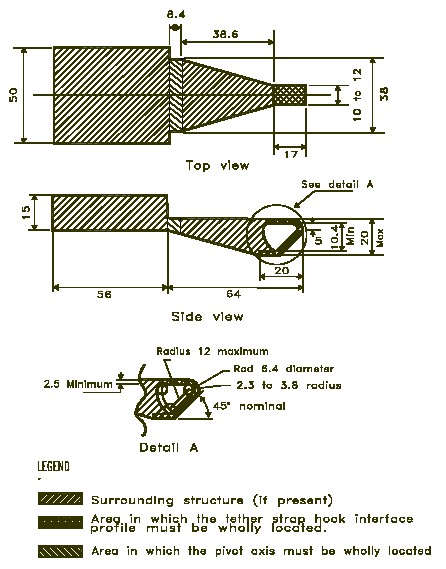 8.4
38.6
50
10 to 12
38
17
Top view
See detail A
15
5
10.4
Min
20
Max
20
56
64
Side view
Radius 12 maximum
Rod 6.4 diameter
2.5 Minimum
2.3 to 3.8 radius
45° nominal
Detail A
LEGEND
Surrounding structure (if present)
Area in which the tether strap hook interface
profile must be wholly located.
Area in which the pivot axis must be wholly located